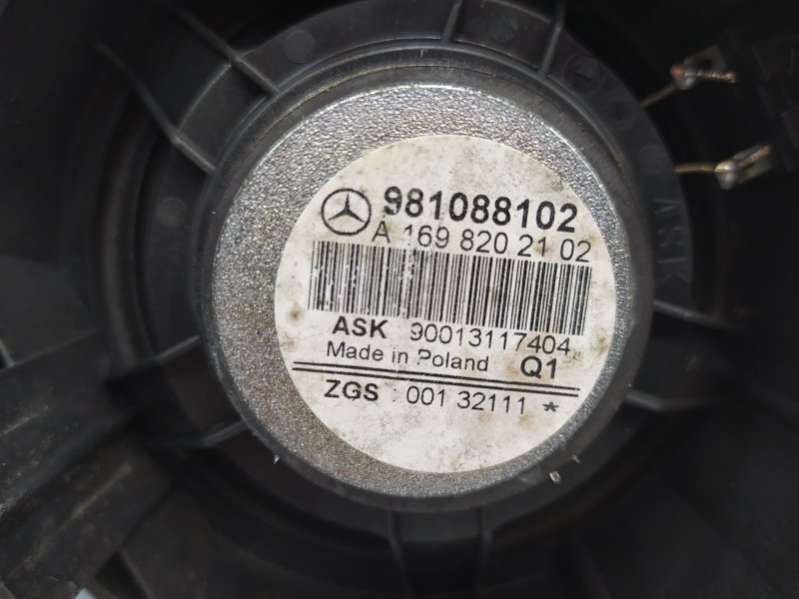 981088102
A 169 820 21 02
ASK 90013117404
Made in Poland Q1
ZGS : 001 32111 *
ASK